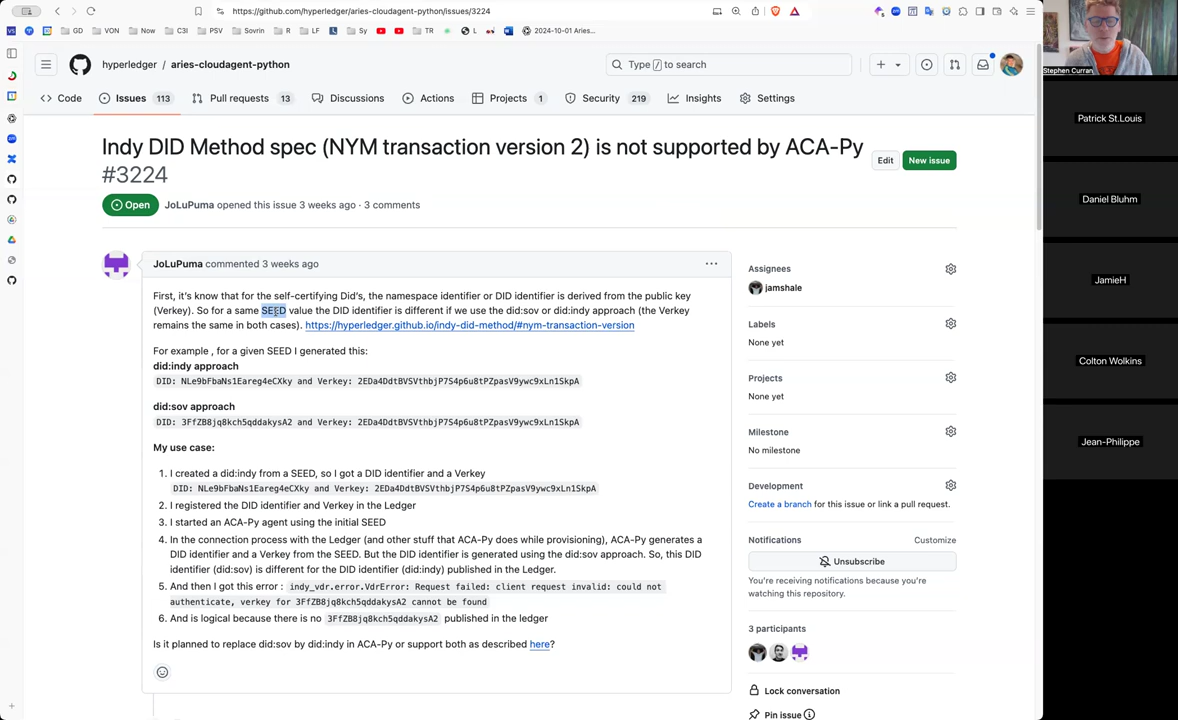 https://github.com/hyperledger/aries-cloudagent-python/issues/3224
GD
VON
Now
C3I
PSV
Sovrin
R
LF
Sy
TR
L
2024-10-01 Aries...
hyperledger / aries-cloudagent-python
Type / to search
Code
Issues 113
Pull requests 13
Discussions
Actions
Projects 1
Security 219
Insights
Settings
Indy DID Method spec (NYM transaction version 2) is not supported by ACA-Py
#3224
Edit
New issue
Open
JoLuPuma opened this issue 3 weeks ago · 3 comments
JoLuPuma commented 3 weeks ago
First, it's know that for the self-certifying Did's, the namespace identifier or DID identifier is derived from the public key
(Verkey). So for a same SEED value the DID identifier is different if we use the did:sov or did:indy approach (the Verkey
remains the same in both cases). https://hyperledger.github.io/indy-did-method/#nym-transaction-version
For example , for a given SEED I generated this:
did:indy approach
DID: NLe9bFbaNs1Eareg4eCXky and Verkey: 2EDa4DdtBVSVthbjP7S4p6u8tPZpasV9ywc9xLn1SkpA
did:sov approach
DID: 3FfZB8jq8kch5qddakysA2 and Verkey: 2EDa4DdtBVSVthbjP7S4p6u8tPZpasV9ywc9xLn1SkpA
My use case:
1. I created a did:indy from a SEED, so I got a DID identifier and a Verkey
DID: NLe9bFbaNs1Eareg4eCXky and Verkey: 2EDa4DdtBVSVthbjP7S4p6u8tPZpasV9ywc9xLn1SkpA
2. I registered the DID identifier and Verkey in the Ledger
3. I started an ACA-Py agent using the initial SEED
4. In the connection process with the Ledger (and other stuff that ACA-Py does while provisioning), ACA-Py generates a
DID identifier and a Verkey from the SEED. But the DID identifier is generated using the did:sov approach. So, this DID
identifier (did:sov) is different for the DID identifier (did:indy) published in the Ledger.
5. And then I got this error : indy_vdr.error.VdrError: Request failed: client request invalid: could not
authenticate, verkey for 3FfZB8jq8kch5qddakysA2 cannot be found
6. And is logical because there is no 3FfZB8jq8kch5qddakysA2 published in the ledger
Is it planned to replace did:sov by did:indy in ACA-Py or support both as described here?
Assignees
jamshale
Labels
None yet
Projects
None yet
Milestone
No milestone
Development
Create a branch for this issue or link a pull request.
Notifications
Customize
Unsubscribe
You're receiving notifications because you're
watching this repository.
3 participants
Lock conversation
Pin issue
Stephen Curran
Patrick St.Louis
Daniel Bluhm
JamieH
Colton Wolkins
Jean-Philippe